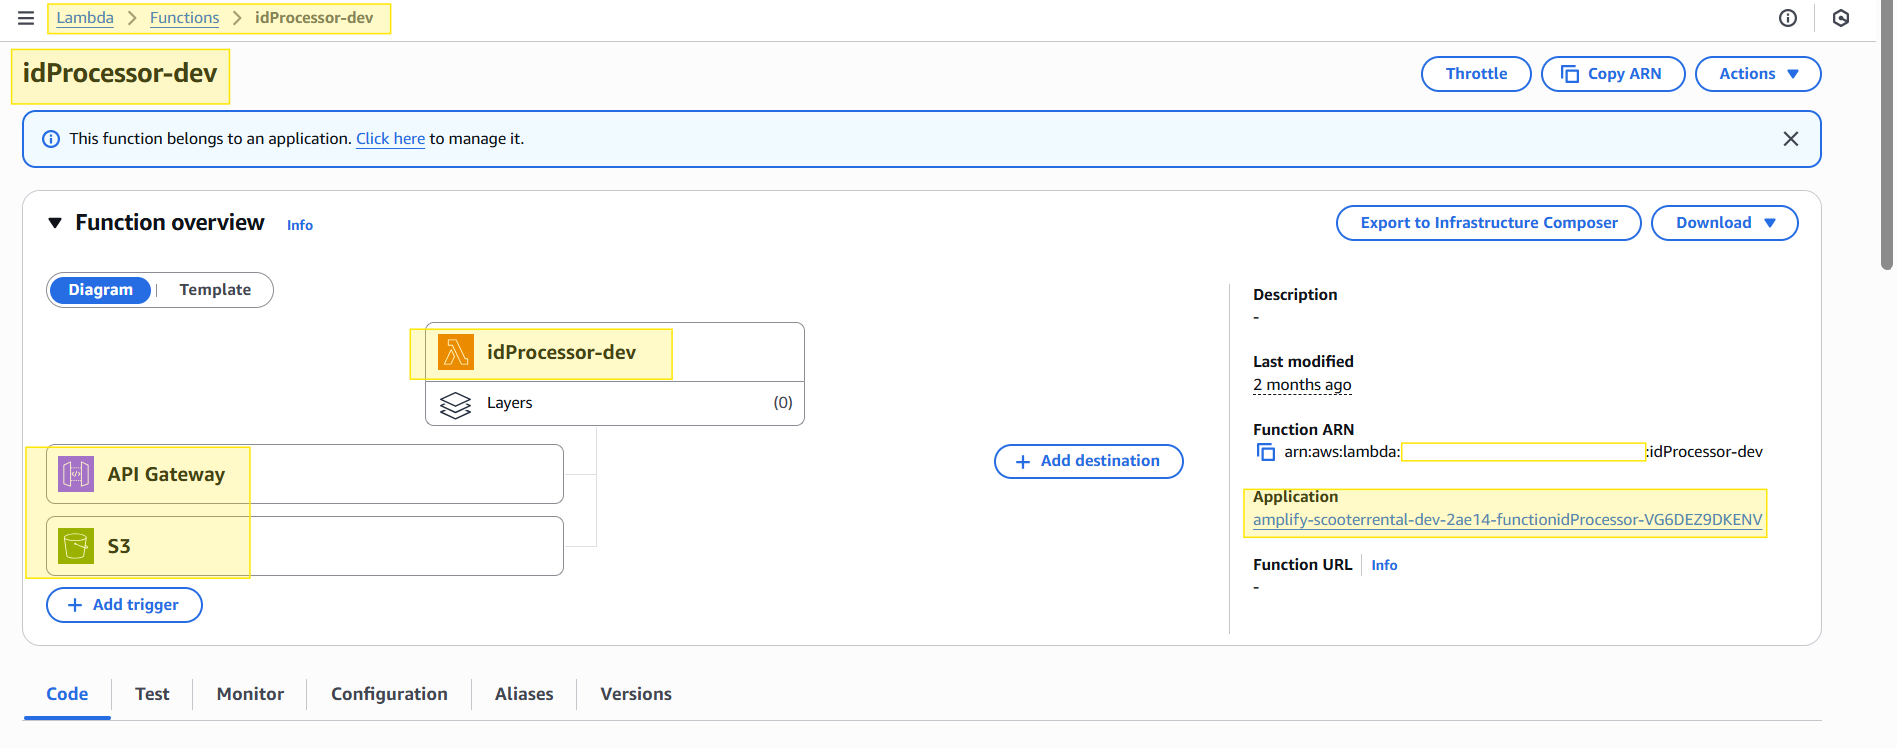 Lambda > Functions > idProcessor-dev
idProcessor-dev
Throttle
Copy ARN
Actions
This function belongs to an application. Click here to manage it.
Function overview Info
Export to Infrastructure Composer
Download
Diagram | Template
idProcessor-dev
Layers (0)
API Gateway
S3
+ Add trigger
+ Add destination
Description
-
Last modified
2 months ago
Function ARN
arn:aws:lambda: :idProcessor-dev
Application
amplify-scooterrental-dev-2ae14-functionidProcessor-VG6DEZ9DKENV
Function URL | Info
-
Code
Test
Monitor
Configuration
Aliases
Versions